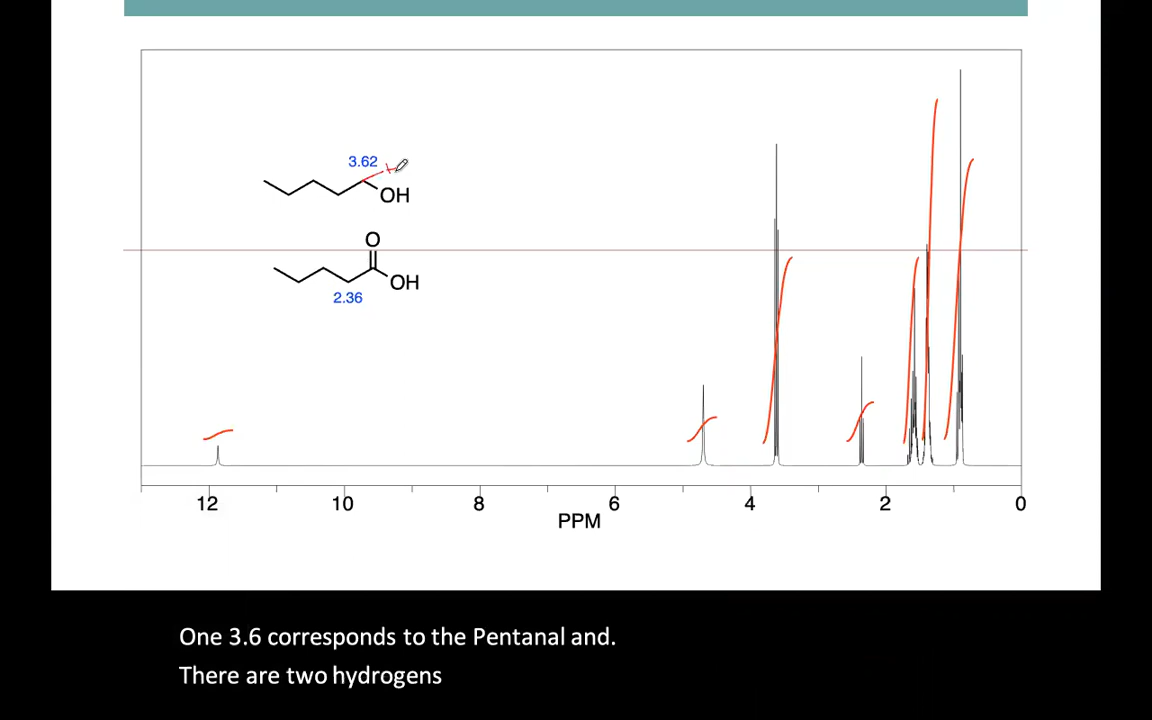 3.62
OH
O
OH
2.36
12 10 8 6 4 2 0
PPM
One 3.6 corresponds to the Pentanal and.
There are two hydrogens